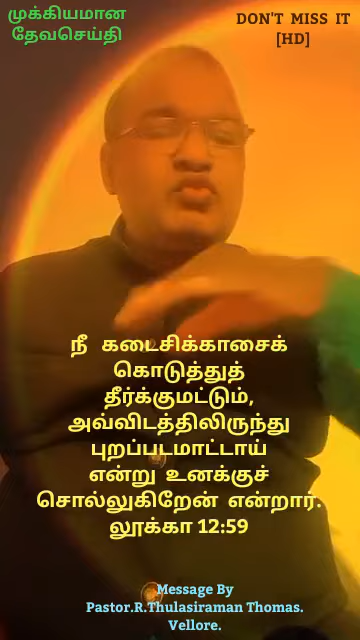 முக்கியமான
தேவசெய்தி
DON'T MISS IT
[HD]
நீ கடைசிக்காசைக்
கொடுத்துத்
தீர்க்குமட்டும்,
அவ்விடத்திலிருந்து
புறப்படமாட்டாய்
என்று உனக்குச்
சொல்லுகிறேன் என்றார்.
லூக்கா 12:59
Message By
Pastor.R.Thulasiraman Thomas.
Vellore.